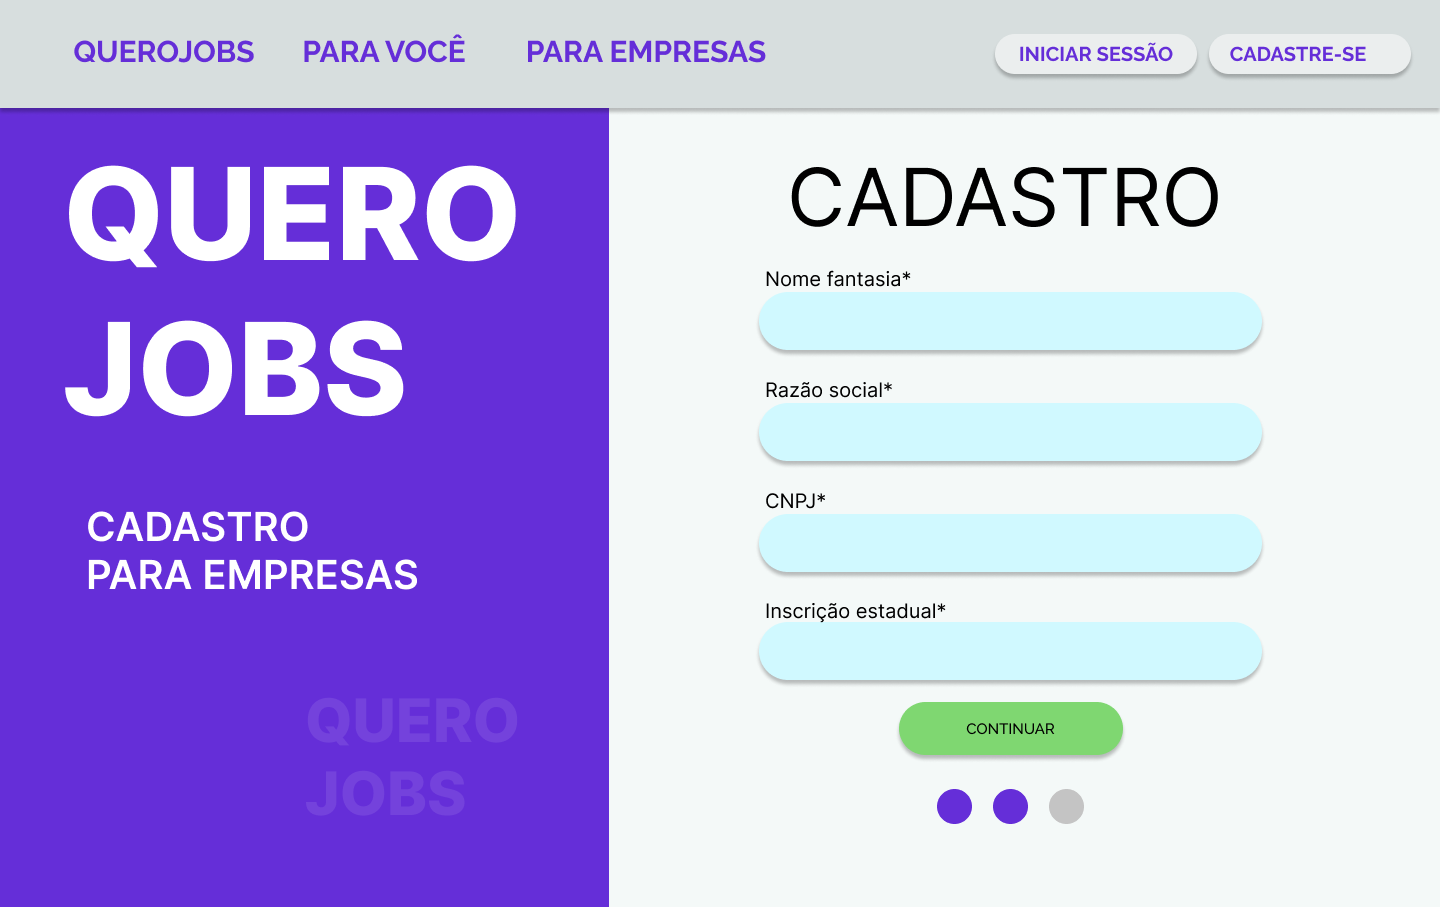 QUEROJOBS
PARA VOCÊ
PARA EMPRESAS
INICIAR SESSÃO
CADASTRE-SE
QUERO
JOBS
CADASTRO
PARA EMPRESAS
QUERO
JOBS
CADASTRO
Nome fantasia*
Razão social*
CNPJ*
Inscrição estadual*
CONTINUAR